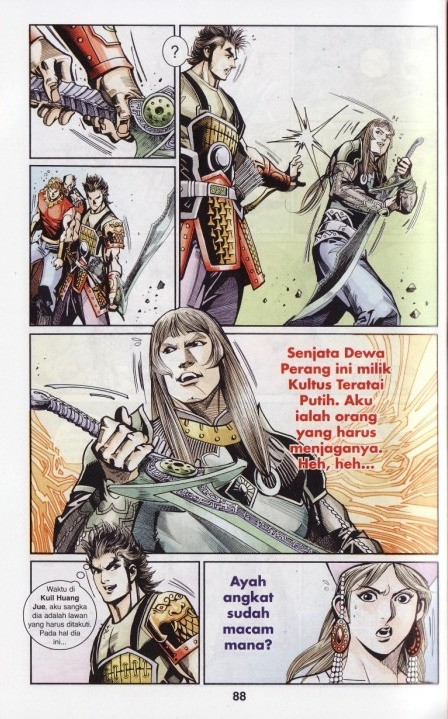 ?
Senjata Dewa
Perang ini milik
Kultus Teratai
Putih. Aku
ialah orang
yang harus
menjaganya.
Heh, heh...
Waktu di
Kuil Huang
Jue, aku sangka
dia adalah lawan
yang harus ditakuti.
Pada hal dia
ini...
Ayah
angkat
sudah
macam
mana?
88